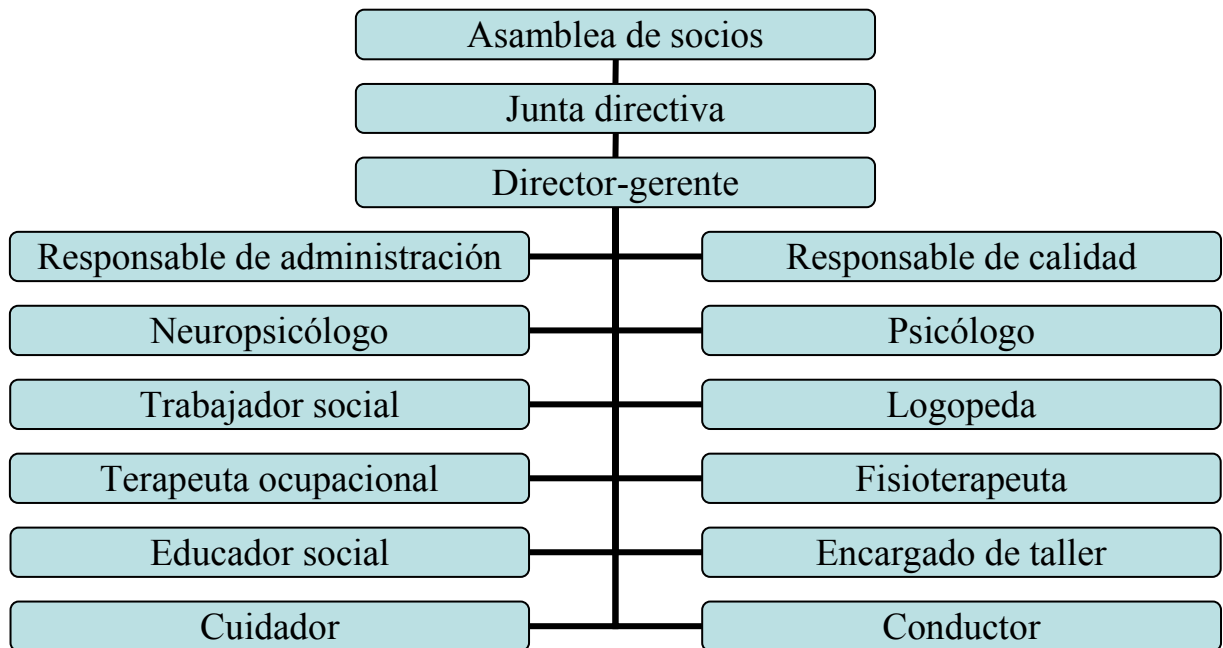 Asamblea de socios
Junta directiva
Director-gerente
Responsable de administración
Responsable de calidad
Neuropsicólogo
Psicólogo
Trabajador social
Logopeda
Terapeuta ocupacional
Fisioterapeuta
Educador social
Encargado de taller
Cuidador
Conductor